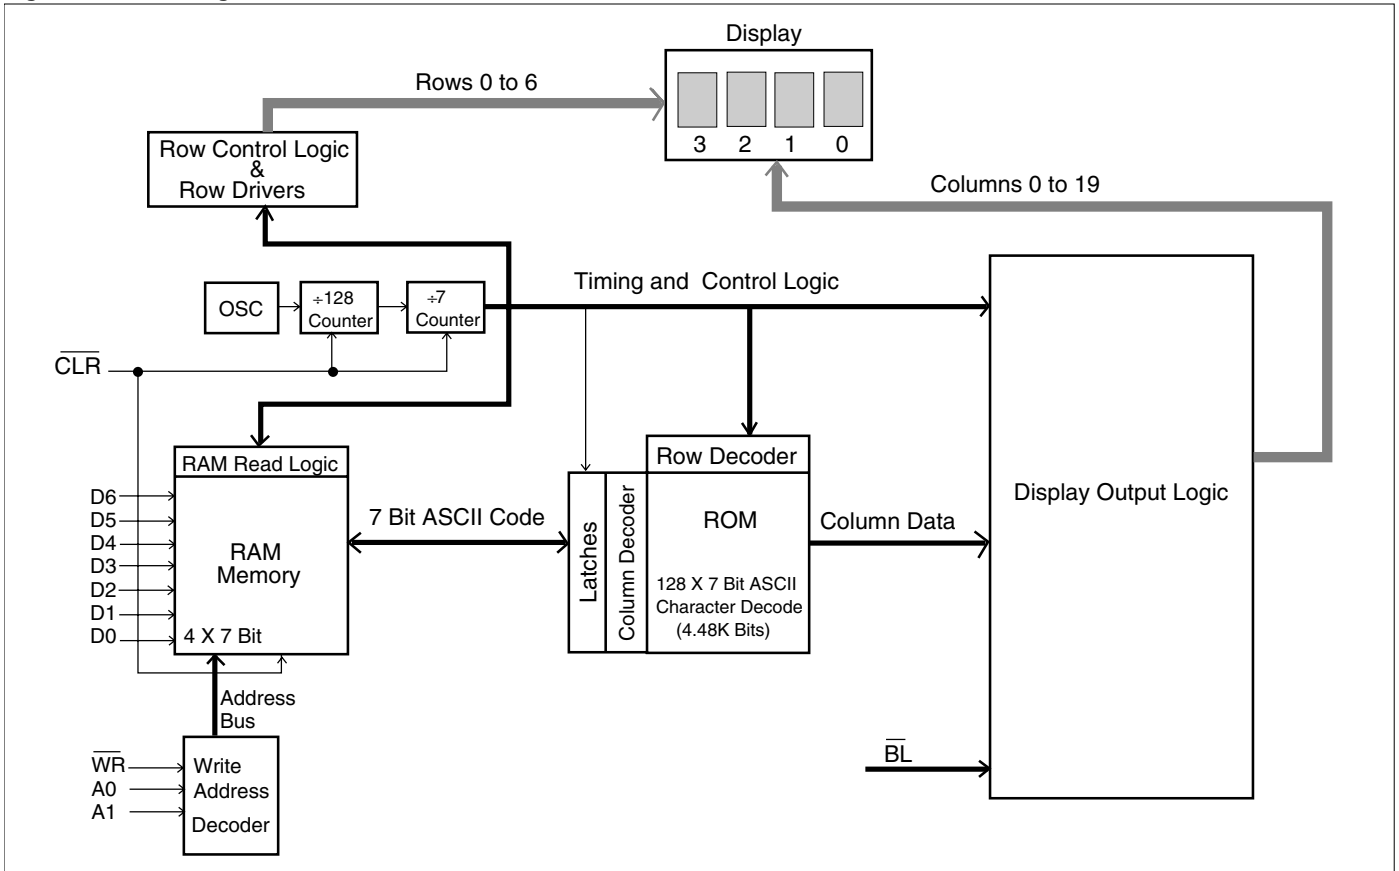 Display
Rows 0 to 6
3 2 1 0
Row Control Logic
&
Row Drivers
Columns 0 to 19
Timing and Control Logic
OSC
÷128
Counter
÷7
Counter
C̅L̅R̅
RAM Read Logic
D6
D5
D4
D3
D2
D1
D0
RAM
Memory
4 X 7 Bit
7 Bit ASCII Code
Latches
Column Decoder
Row Decoder
ROM
128 X 7 Bit ASCII
Character Decode
(4.48K Bits)
Column Data
Display Output Logic
B̅L̅
Address
Bus
W̅R̅
A0
A1
Write
Address
Decoder